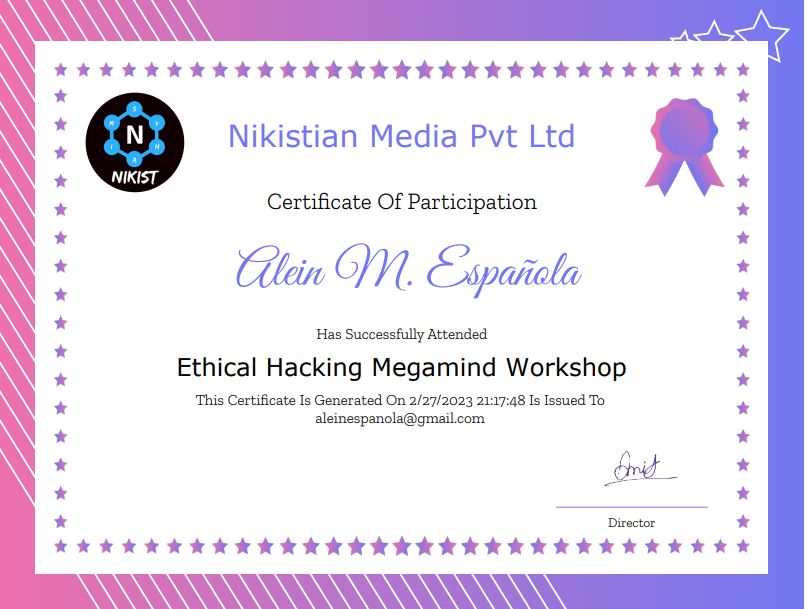 Nikistian Media Pvt Ltd
S
M
Y
N
I
H
A
NIKIST
Certificate Of Participation
Alein M. Española
Has Successfully Attended
Ethical Hacking Megamind Workshop
This Certificate Is Generated On 2/27/2023 21:17:48 Is Issued To
aleinespanola@gmail.com
Director